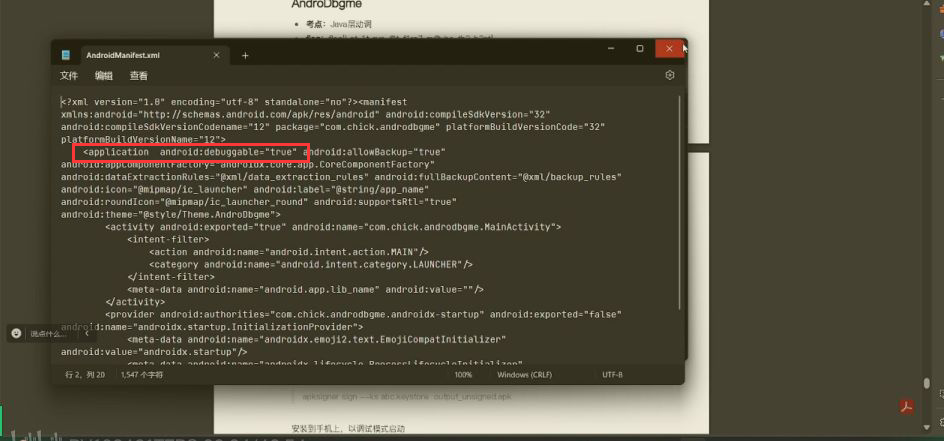 AndroDbgme
考点：Java层动调
AndroidManifest.xml
文件 编辑 查看
<?xml version="1.0" encoding="utf-8" standalone="no"?><manifest
xmlns:android="http://schemas.android.com/apk/res/android" android:compileSdkVersion="32"
android:compileSdkVersionCodename="12" package="com.chick.androdbgme" platformBuildVersionCode="32"
platformBuildVersionName="12">
<application android:debuggable="true" android:allowBackup="true"
android:appComponentFactory="androidx.core.app.CoreComponentFactory"
android:dataExtractionRules="@xml/data_extraction_rules" android:fullBackupContent="@xml/backup_rules"
android:icon="@mipmap/ic_launcher" android:label="@string/app_name"
android:roundIcon="@mipmap/ic_launcher_round" android:supportsRtl="true"
android:theme="@style/Theme.AndroDbgme">
<activity android:exported="true" android:name="com.chick.androdbgme.MainActivity">
<intent-filter>
<action android:name="android.intent.action.MAIN"/>
<category android:name="android.intent.category.LAUNCHER"/>
</intent-filter>
<meta-data android:name="android.app.lib_name" android:value=""/>
</activity>
<provider android:authorities="com.chick.androdbgme.androidx-startup" android:exported="false"
android:name="androidx.startup.InitializationProvider">
说点什么...
<meta-data android:name="androidx.emoji2.text.EmojiCompatInitializer"
android:value="androidx.startup"/>
<meta-data android:name="androidx.lifecycle.ProcessLifecycleInitializer"
行 2，列 20 1,547 个字符 100% Windows (CRLF) UTF-8
apksigner sign --ks abc.keystore output_unsigned.apk
安装到手机上，以调试模式启动